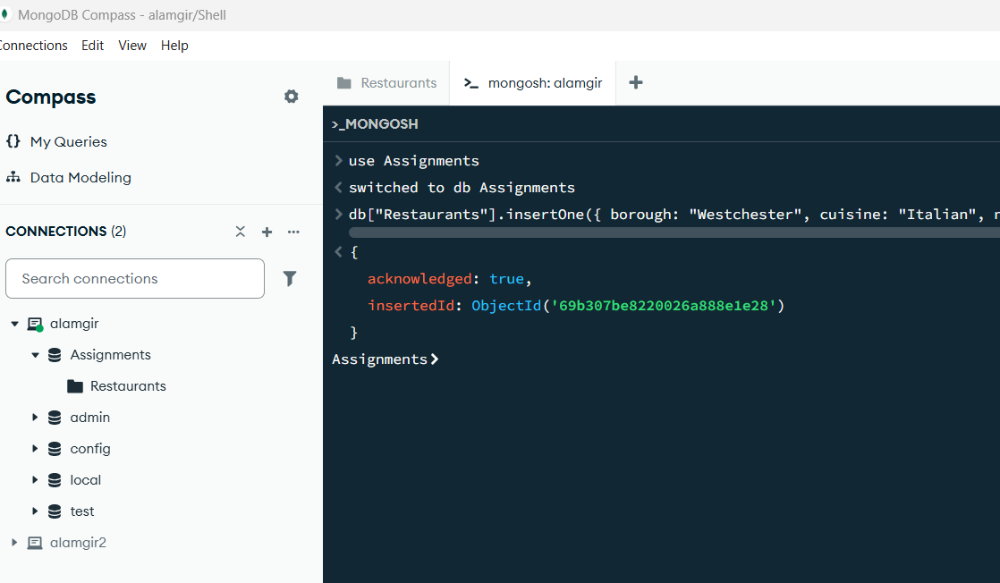 MongoDB Compass - alamgir/Shell
Connections Edit View Help
Compass
{} My Queries
Data Modeling
CONNECTIONS (2)
Search connections
alamgir
Assignments
Restaurants
admin
config
local
test
alamgir2
Restaurants
>_ mongosh: alamgir
>_MONGOSH
> use Assignments
< switched to db Assignments
> db["Restaurants"].insertOne({ borough: "Westchester", cuisine: "Italian",
< {
acknowledged: true,
insertedId: ObjectId('69b307be8220026a888e1e28')
}
Assignments>